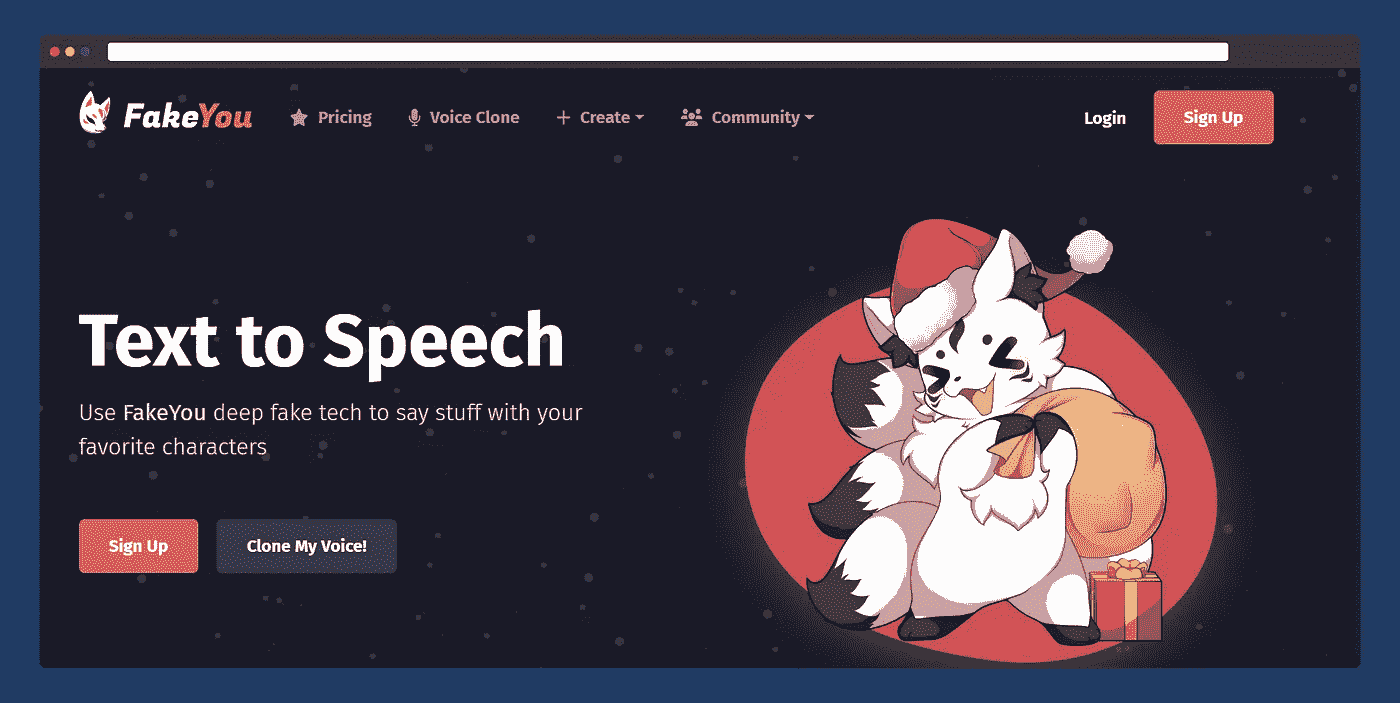 FakeYou Pricing Voice Clone Create Community Login Sign Up
Text to Speech
Use FakeYou deep fake tech to say stuff with your
favorite characters
Sign Up Clone My Voice!